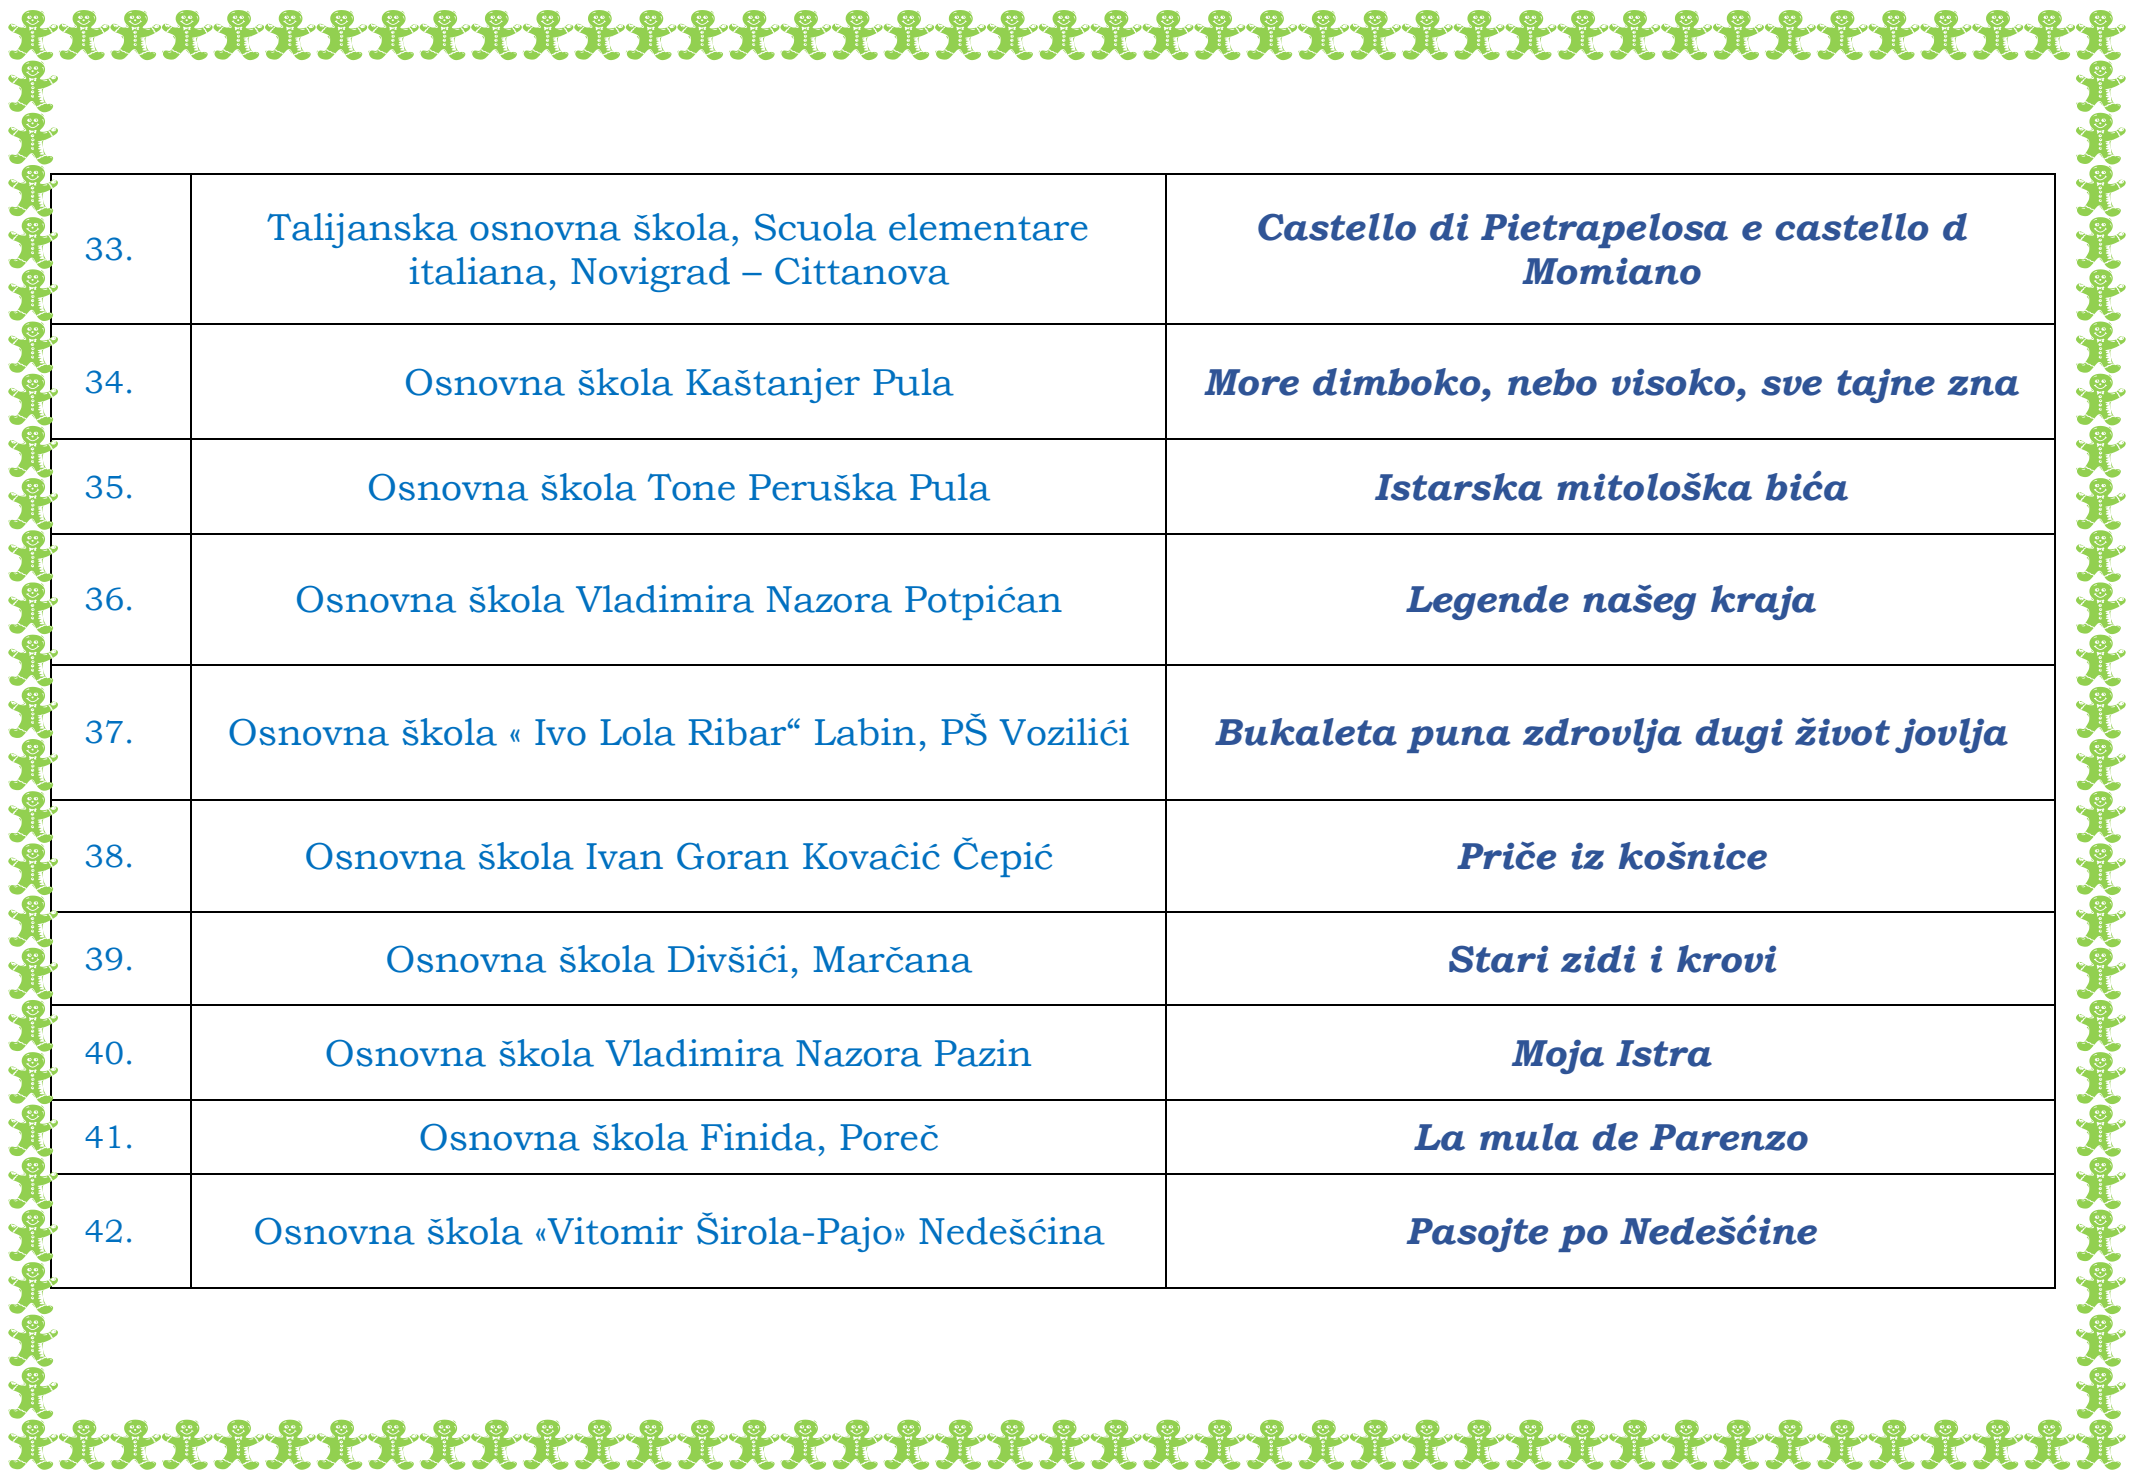 33.
Talijanska osnovna škola, Scuola elementare
italiana, Novigrad – Cittanova
Castello di Pietrapelosa e castello d
Momiano
34.
Osnovna škola Kaštanjer Pula
More dimboko, nebo visoko, sve tajne zna
35.
Osnovna škola Tone Peruška Pula
Istarska mitološka bića
36.
Osnovna škola Vladimira Nazora Potpićan
Legende našeg kraja
37.
Osnovna škola « Ivo Lola Ribar“ Labin, PŠ Vozilići
Bukaleta puna zdrovlja dugi život jovlja
38.
Osnovna škola Ivan Goran Kovaĉić Čepić
Priče iz košnice
39.
Osnovna škola Divšići, Marčana
Stari zidi i krovi
40.
Osnovna škola Vladimira Nazora Pazin
Moja Istra
41.
Osnovna škola Finida, Poreč
La mula de Parenzo
42.
Osnovna škola «Vitomir Širola-Pajo» Nedešćina
Pasojte po Nedešćine